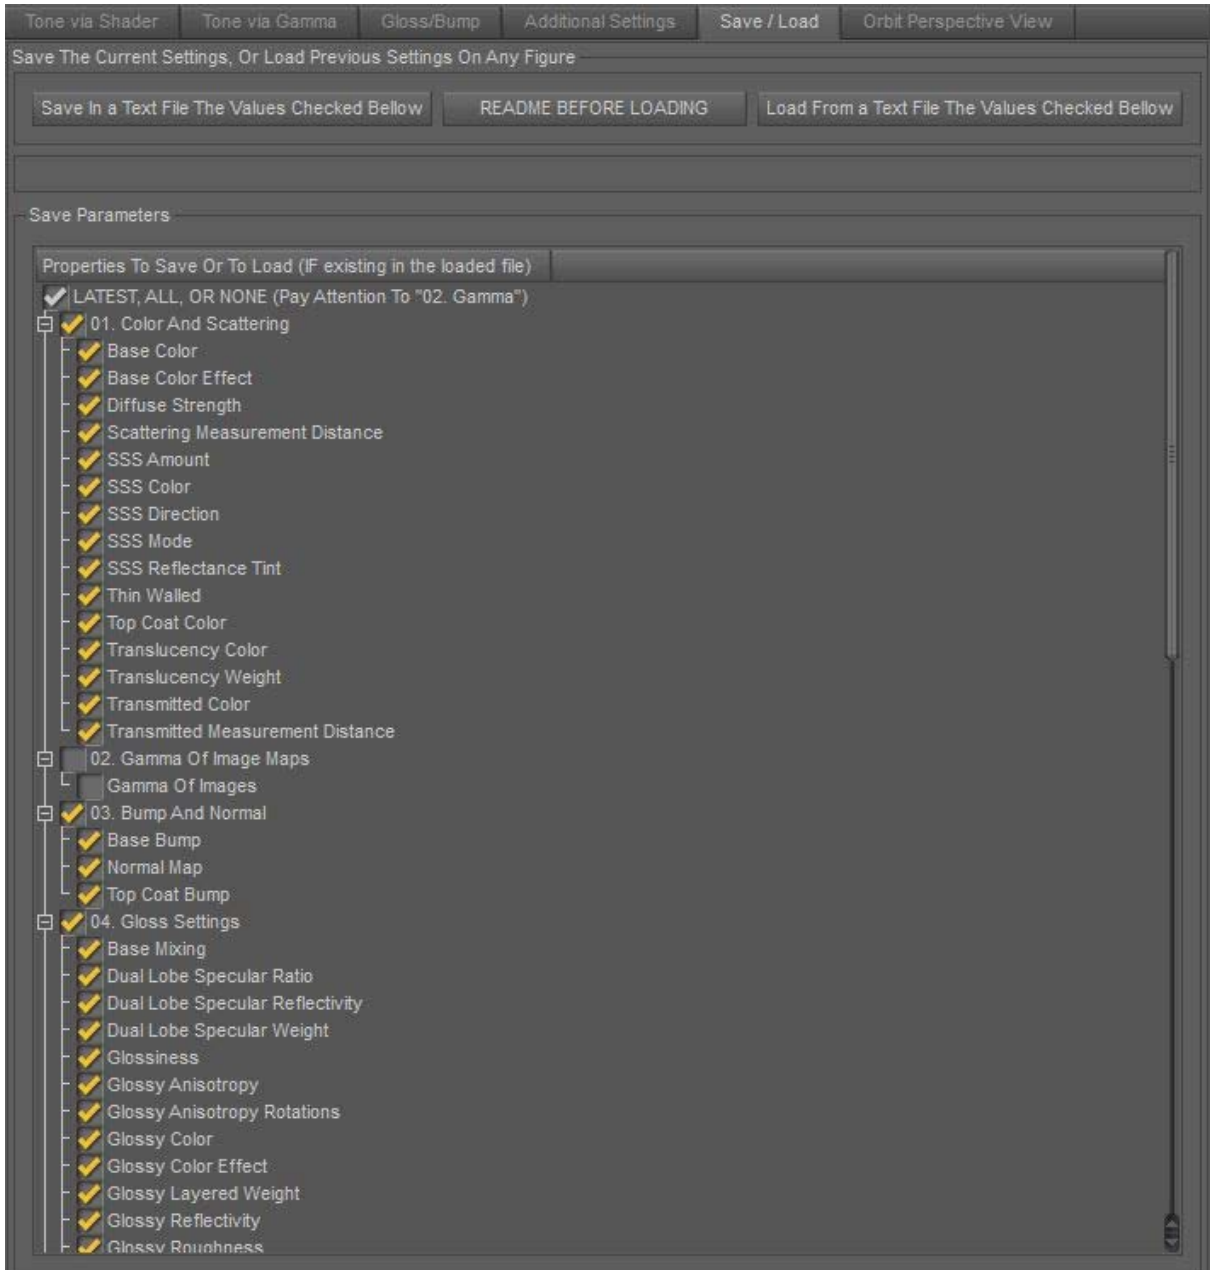 Tone via Shader Tone via Gamma Gloss/Bump Additional Settings Save / Load Orbit Perspective View
Save The Current Settings, Or Load Previous Settings On Any Figure
Save In a Text File The Values Checked Bellow README BEFORE LOADING Load From a Text File The Values Checked Bellow
Save Parameters
Properties To Save Or To Load (IF existing in the loaded file)
LATEST, ALL, OR NONE (Pay Attention To "02. Gamma")
01. Color And Scattering
Base Color
Base Color Effect
Diffuse Strength
Scattering Measurement Distance
SSS Amount
SSS Color
SSS Direction
SSS Mode
SSS Reflectance Tint
Thin Walled
Top Coat Color
Translucency Color
Translucency Weight
Transmitted Color
Transmitted Measurement Distance
02. Gamma Of Image Maps
Gamma Of Images
03. Bump And Normal
Base Bump
Normal Map
Top Coat Bump
04. Gloss Settings
Base Mixing
Dual Lobe Specular Ratio
Dual Lobe Specular Reflectivity
Dual Lobe Specular Weight
Glossiness
Glossy Anisotropy
Glossy Anisotropy Rotations
Glossy Color
Glossy Color Effect
Glossy Layered Weight
Glossy Reflectivity
Glossy Roughness